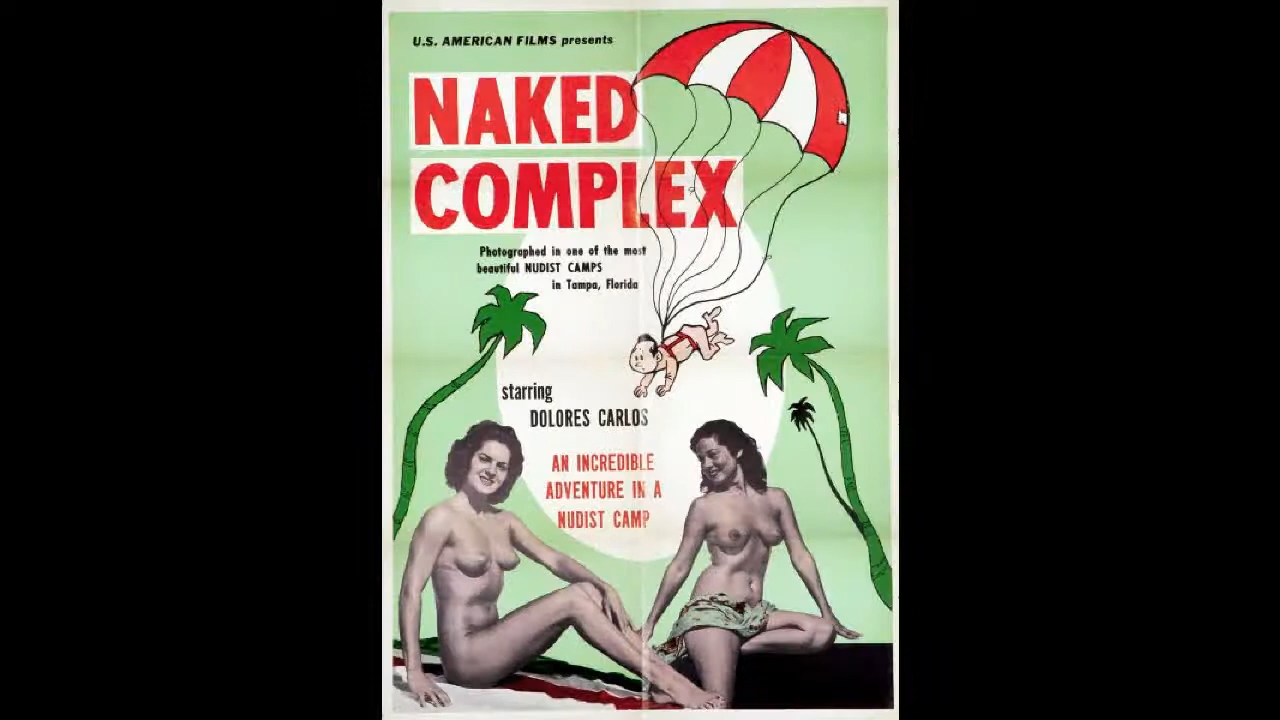 U.S. AMERICAN FILMS presents
NAKED
COMPLEX
Photographed in one of the most
beautiful NUDIST CAMPS
in Tampa, Florida
starring
DOLORES CARLOS
AN INCREDIBLE
ADVENTURE IN A
NUDIST CAMP